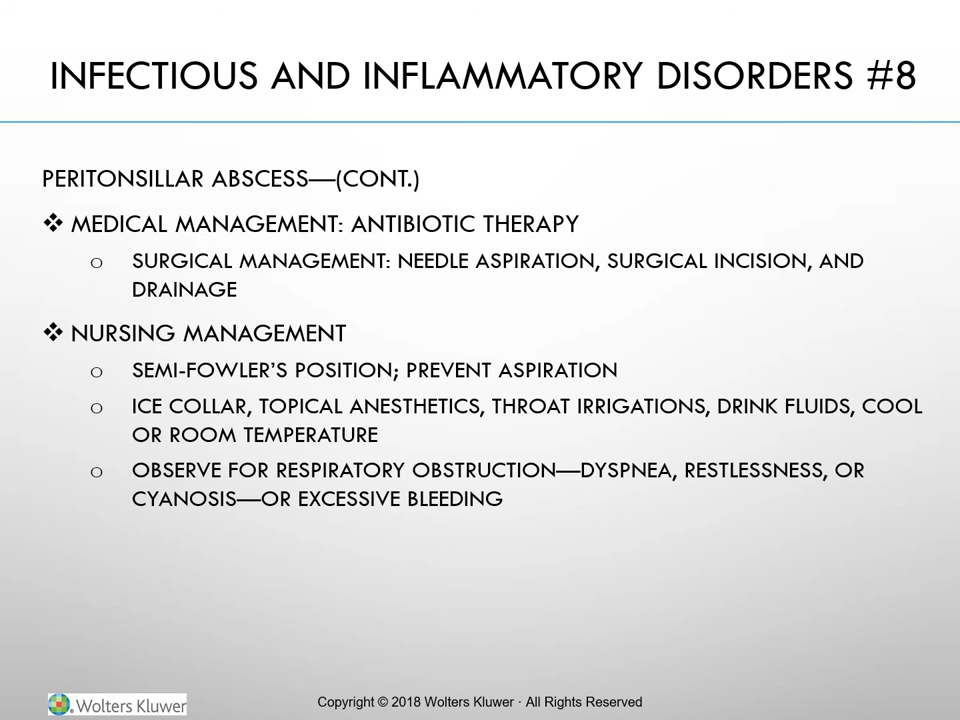 INFECTIOUS AND INFLAMMATORY DISORDERS #8
PERITONSILLAR ABSCESS—(CONT.)
❖ MEDICAL MANAGEMENT: ANTIBIOTIC THERAPY
o SURGICAL MANAGEMENT: NEEDLE ASPIRATION, SURGICAL INCISION, AND
DRAINAGE
❖ NURSING MANAGEMENT
o SEMI-FOWLER’S POSITION; PREVENT ASPIRATION
o ICE COLLAR, TOPICAL ANESTHETICS, THROAT IRRIGATIONS, DRINK FLUIDS, COOL
OR ROOM TEMPERATURE
o OBSERVE FOR RESPIRATORY OBSTRUCTION—DYSPNEA, RESTLESSNESS, OR
CYANOSIS—OR EXCESSIVE BLEEDING
Wolters Kluwer
Copyright © 2018 Wolters Kluwer · All Rights Reserved